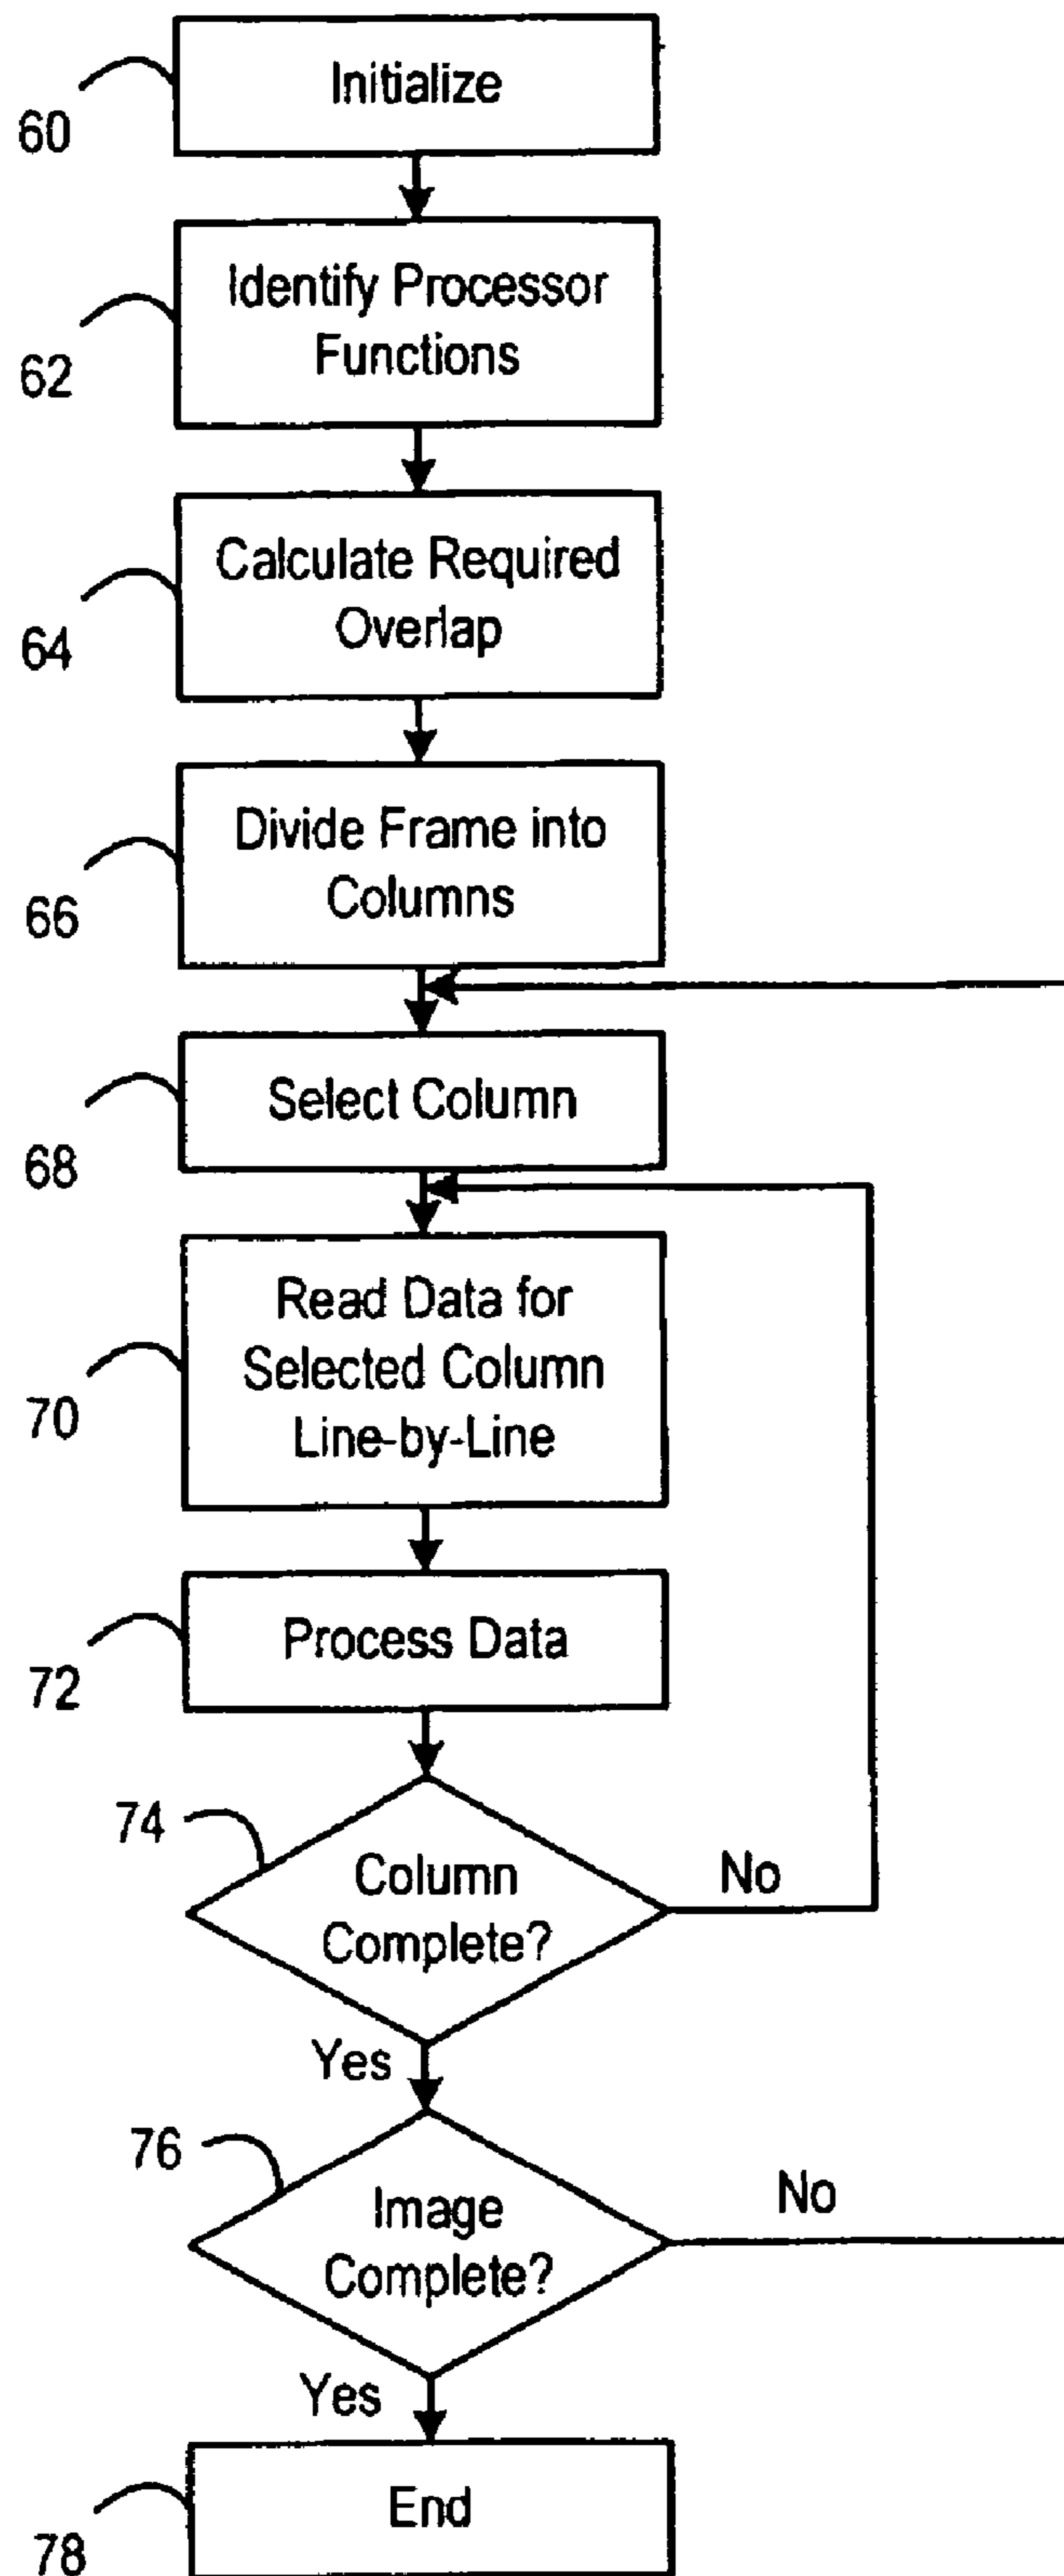 Initialize
60
Identify Processor
Functions
62
Calculate Required
Overlap
64
Divide Frame into
Columns
66
Select Column
68
Read Data for
Selected Column
Line-by-Line
70
Process Data
72
74
Column
Complete?
No
Yes
76
Image
Complete?
No
Yes
End
78